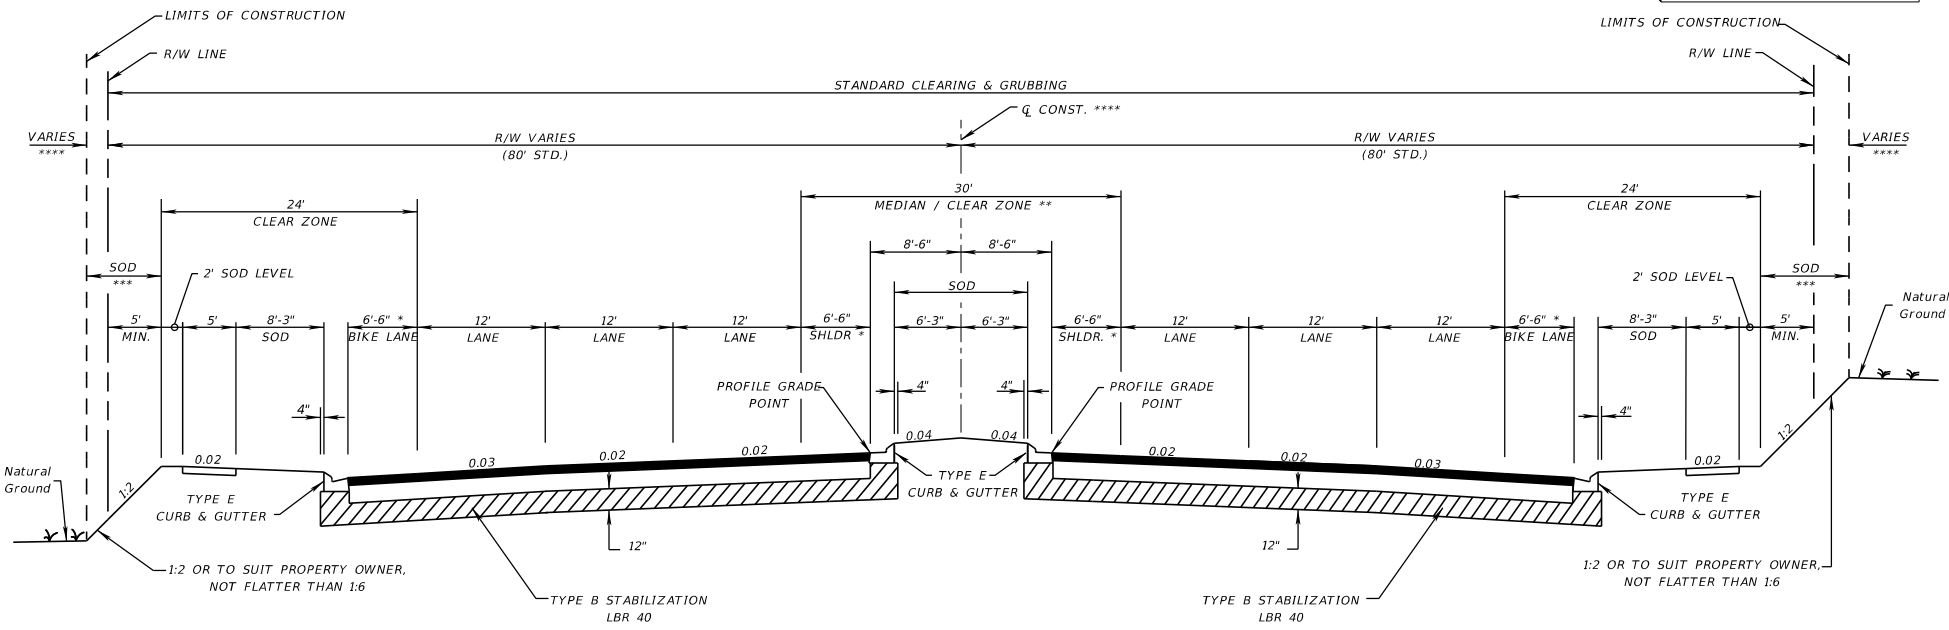 LIMITS OF CONSTRUCTION
LIMITS OF CONSTRUCTION
R/W LINE
R/W LINE
STANDARD CLEARING & GRUBBING
℄ CONST. ****
VARIES
****
R/W VARIES
(80' STD.)
R/W VARIES
(80' STD.)
VARIES
****
24'
CLEAR ZONE
30'
MEDIAN / CLEAR ZONE **
24'
CLEAR ZONE
8'-6"
8'-6"
SOD
***
2' SOD LEVEL
SOD
2' SOD LEVEL
SOD
***
Natural
Ground
5'
MIN.
5'
8'-3"
SOD
6'-6" *
BIKE LANE
12'
LANE
12'
LANE
12'
LANE
6'-6"
SHLDR *
6'-3"
6'-3"
6'-6"
SHLDR. *
12'
LANE
12'
LANE
12'
LANE
6'-6" *
BIKE LANE
8'-3"
SOD
5'
5'
MIN.
PROFILE GRADE
POINT
4"
4"
PROFILE GRADE
POINT
4"
4"
0.02
0.03
0.02
0.02
0.04
0.04
0.02
0.02
0.03
0.02
1:2
1:2
Natural
Ground
TYPE E
CURB & GUTTER
TYPE E
CURB & GUTTER
TYPE E
CURB & GUTTER
12"
12"
1:2 OR TO SUIT PROPERTY OWNER,
NOT FLATTER THAN 1:6
1:2 OR TO SUIT PROPERTY OWNER,
NOT FLATTER THAN 1:6
TYPE B STABILIZATION
LBR 40
TYPE B STABILIZATION
LBR 40